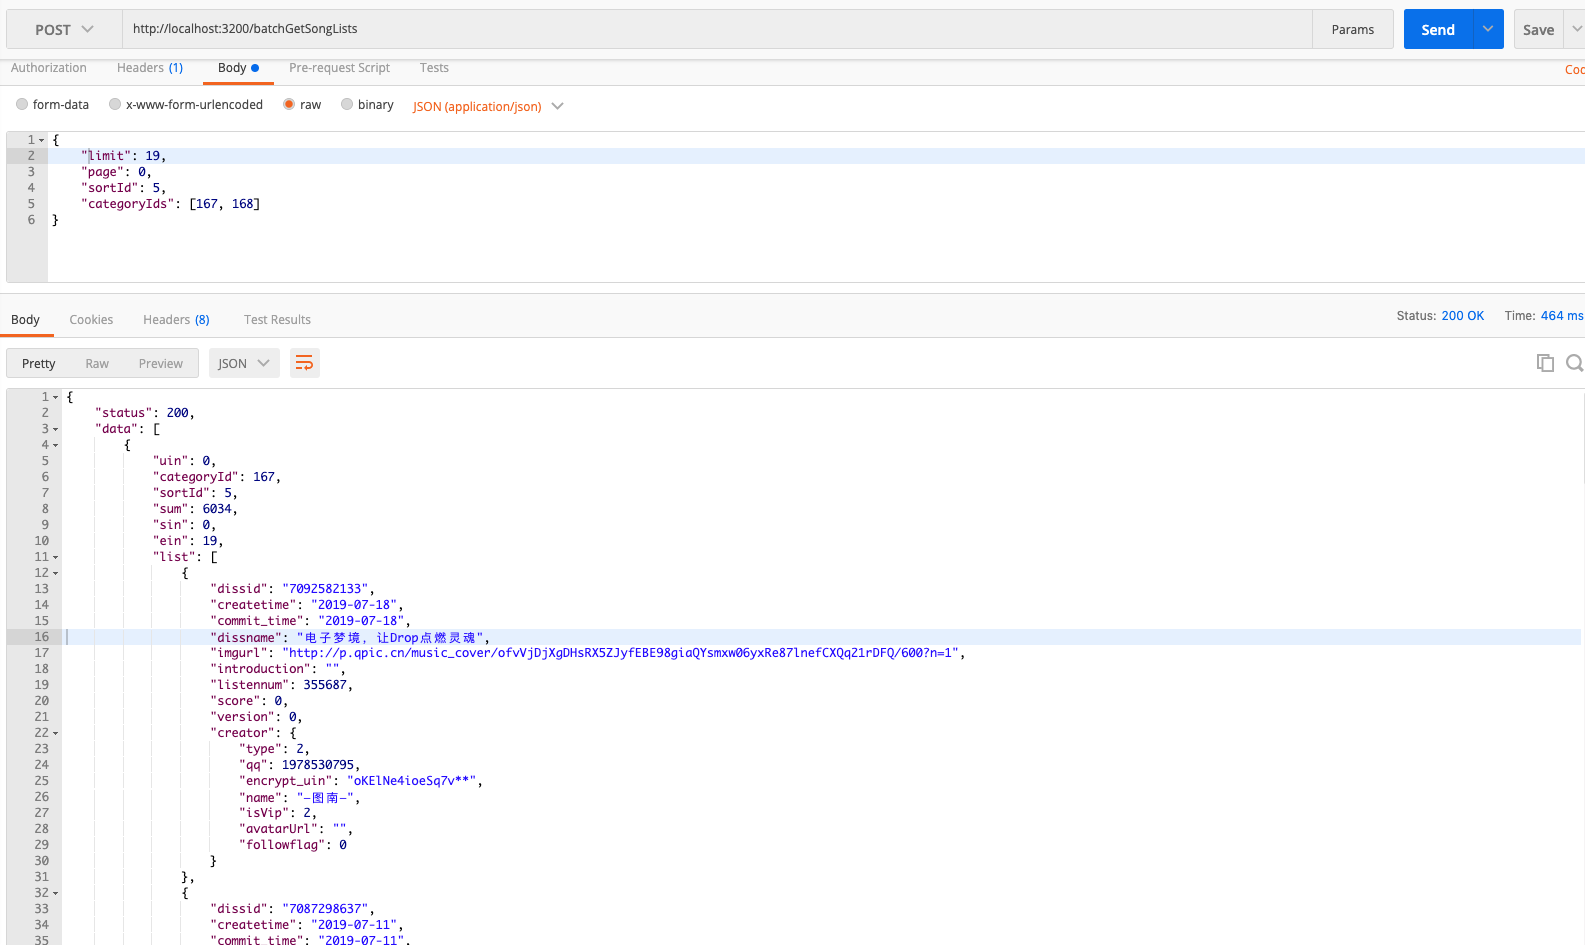 POST http://localhost:3200/batchGetSongLists Params Send Save
Authorization Headers (1) Body Pre-request Script Tests
form-data x-www-form-urlencoded raw binary JSON (application/json)
1 {
2 "limit": 19,
3 "page": 0,
4 "sortId": 5,
5 "categoryIds": [167, 168]
6 }
Body Cookies Headers (8) Test Results Status: 200 OK Time: 464 ms
Pretty Raw Preview JSON
1 {
2 "status": 200,
3 "data": [
4 {
5 "uin": 0,
6 "categoryId": 167,
7 "sortId": 5,
8 "sum": 6034,
9 "sin": 0,
10 "ein": 19,
11 "list": [
12 {
13 "dissid": "7092582133",
14 "createtime": "2019-07-18",
15 "commit_time": "2019-07-18",
16 "dissname": "电子梦境，让Drop点燃灵魂",
17 "imgurl": "http://p.qpic.cn/music_cover/ofvVjDjXgDHsRX5ZJyfEBE98giaQYsmxw06yxRe87lnefCXQq21rDFQ/600?n=1",
18 "introduction": "",
19 "listennum": 355687,
20 "score": 0,
21 "version": 0,
22 "creator": {
23 "type": 2,
24 "qq": 1978530795,
25 "encrypt_uin": "oKElNe4ioeSq7v**",
26 "name": "—图南—",
27 "isVip": 2,
28 "avatarUrl": "",
29 "followflag": 0
30 }
31 },
32 {
33 "dissid": "7087298637",
34 "createtime": "2019-07-11",
35 "commit_time": "2019-07-11",